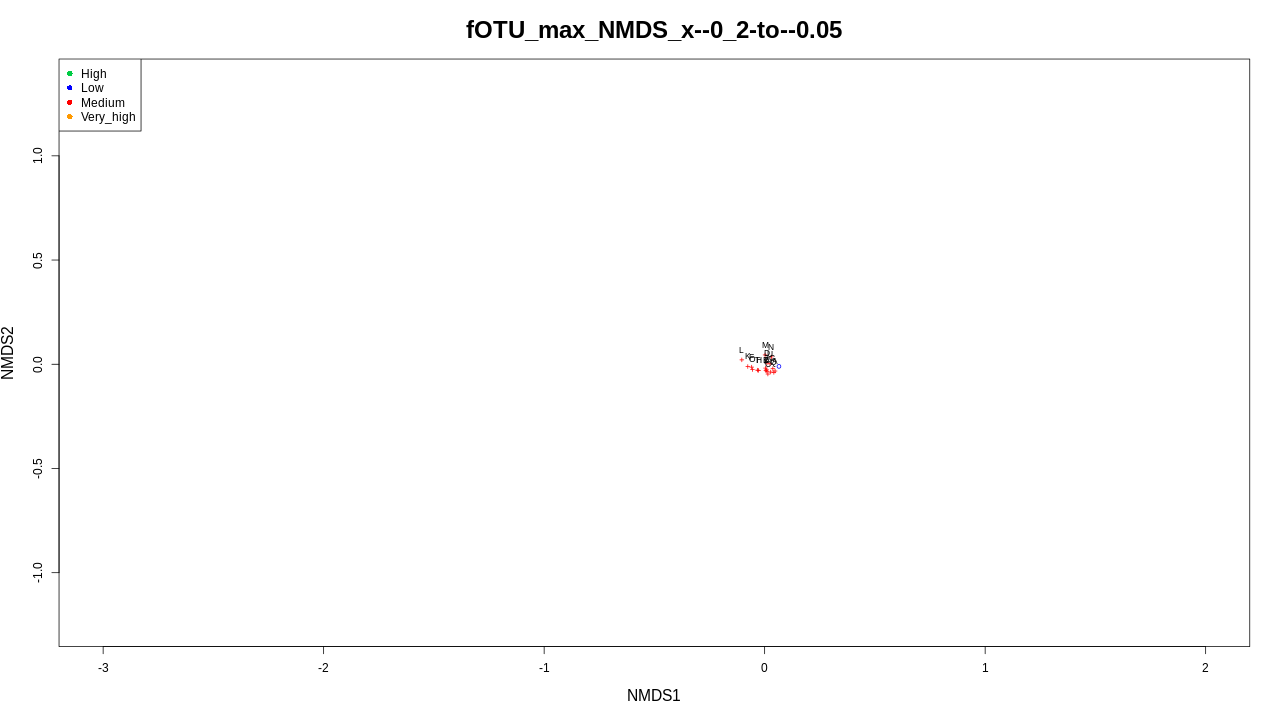 fOTU_max_NMDS_x--0_2-to--0.05
High
Low
Medium
Very_high
NMDS2
1.0
0.5
0.0
-0.5
-1.0
L
M
N
-3
-2
-1
0
1
2
NMDS1